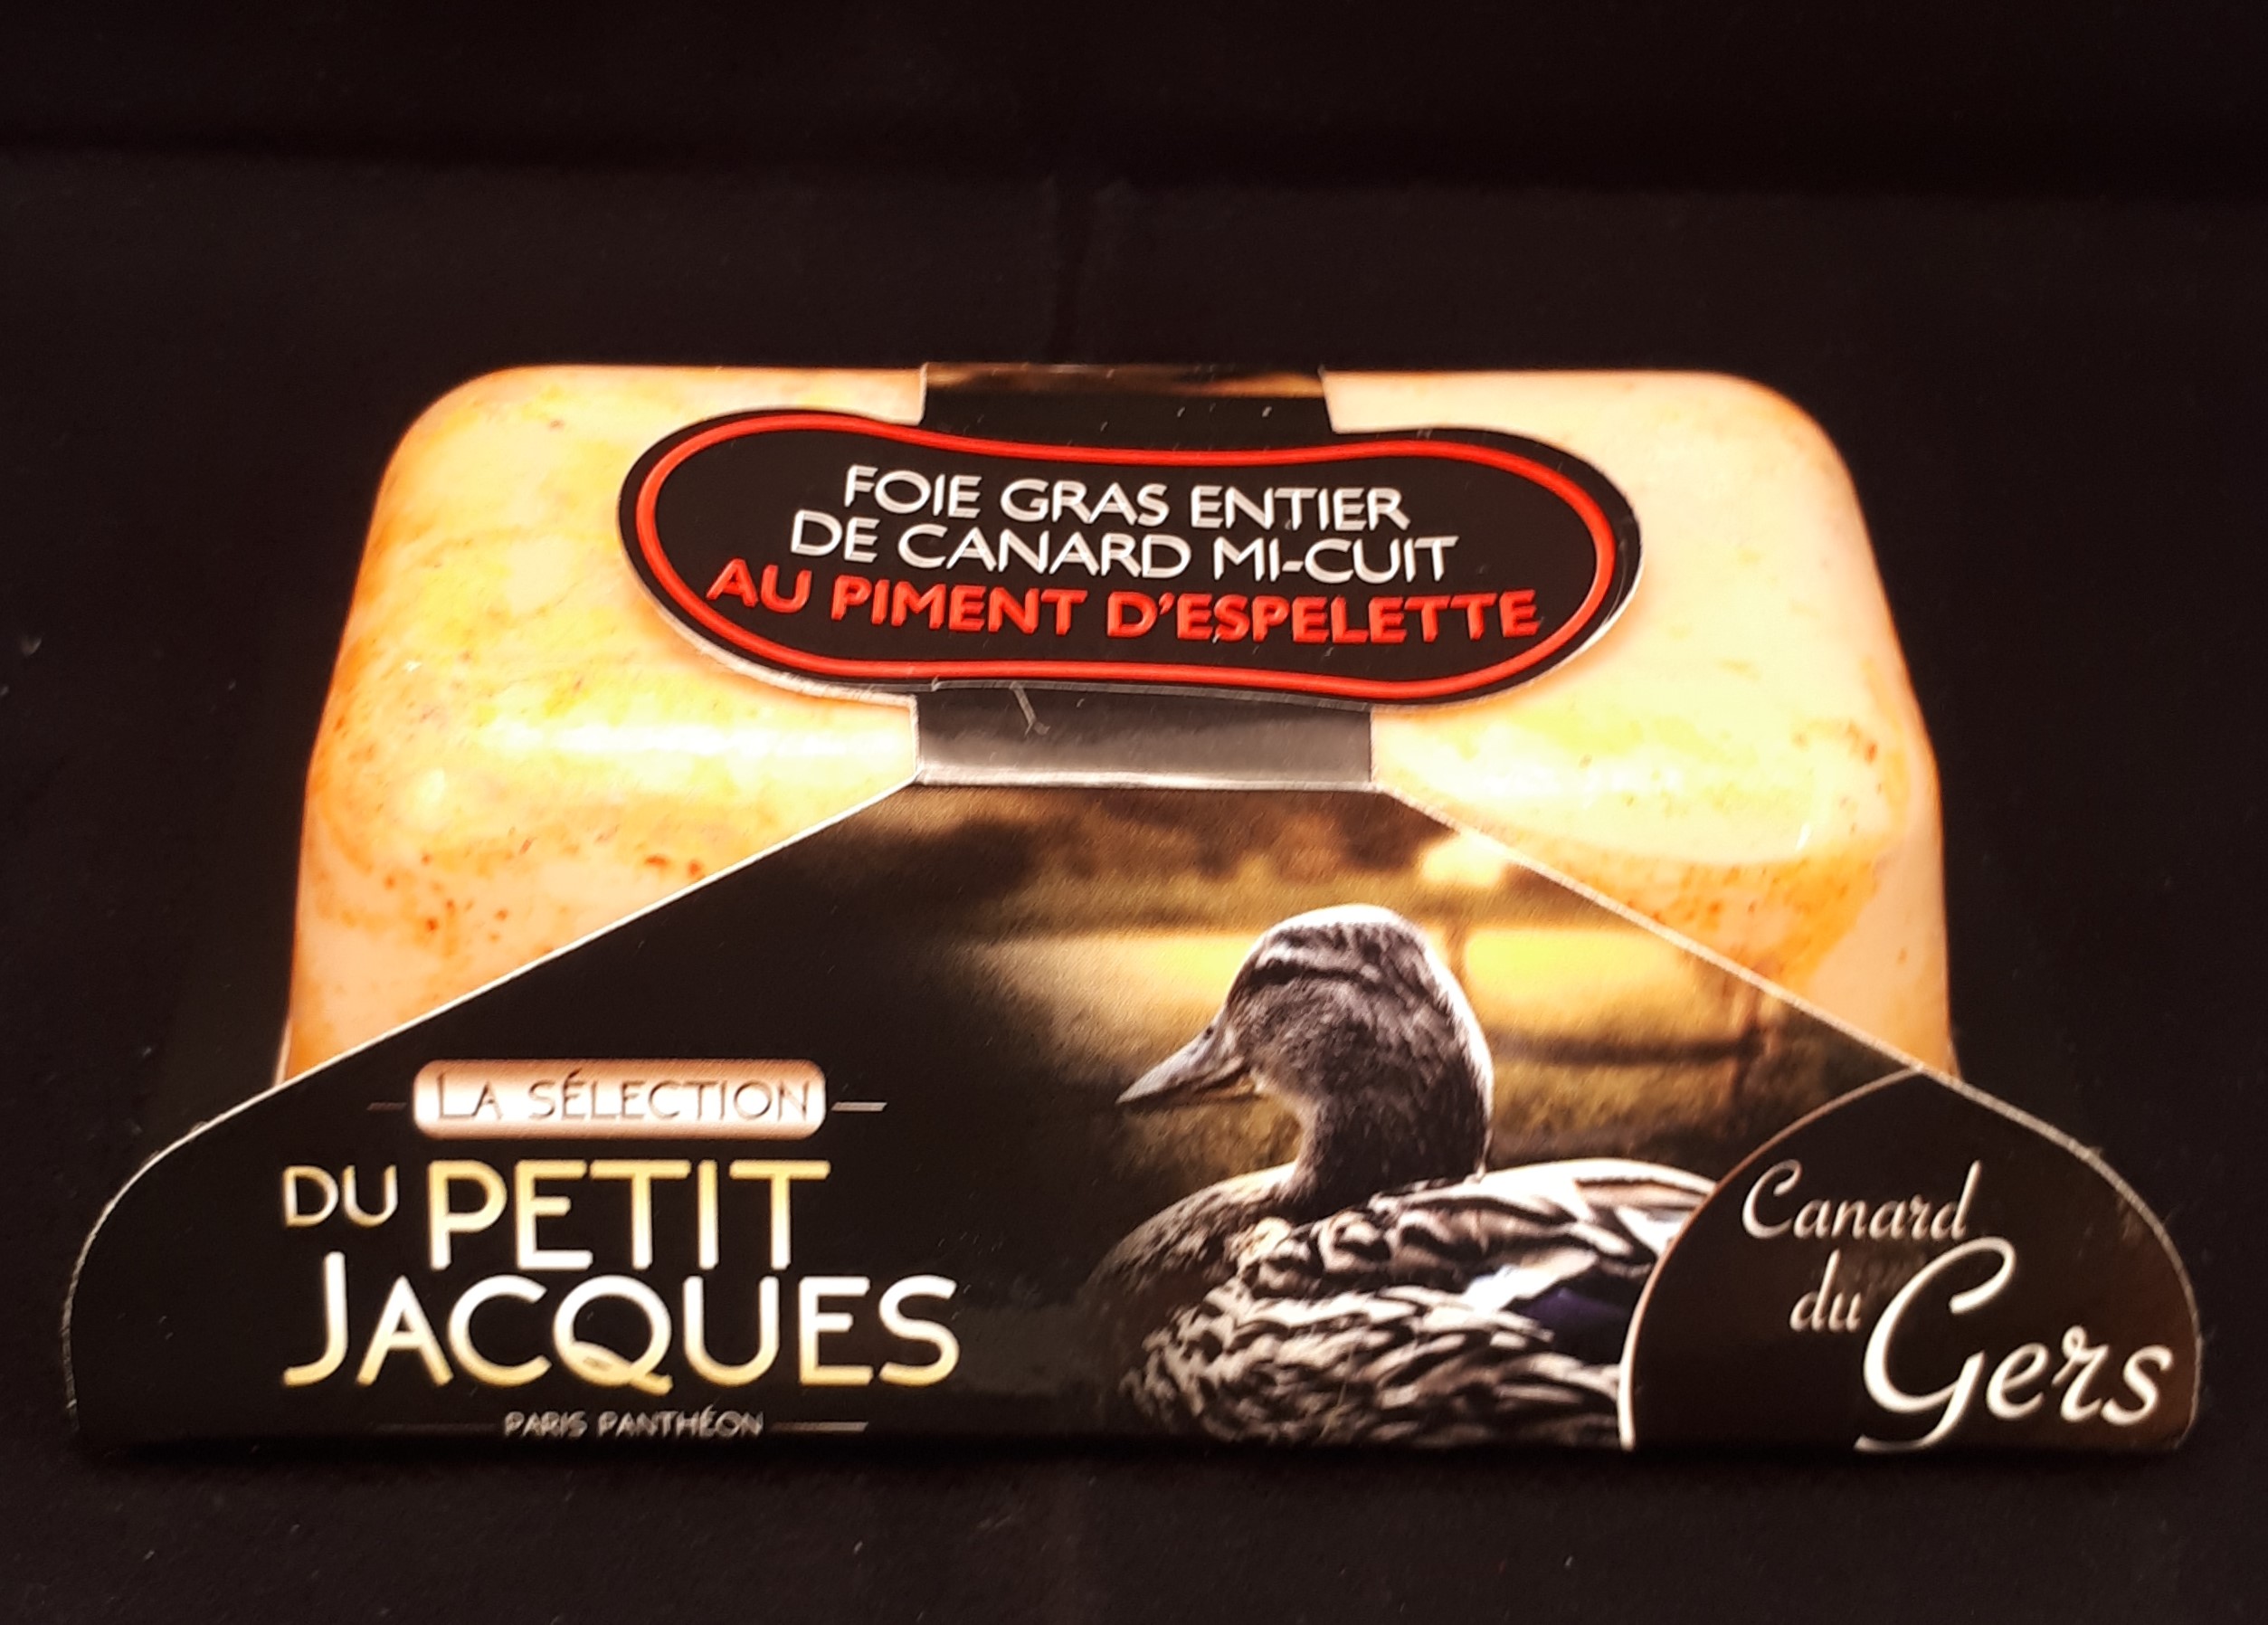 FOIE GRAS ENTIER
DE CANARD MI-CUIT
AU PIMENT D'ESPELETTE
LA SÉLECTION
DU PETIT
JACQUES
PARIS PANTHÉON
Canard
du Gers